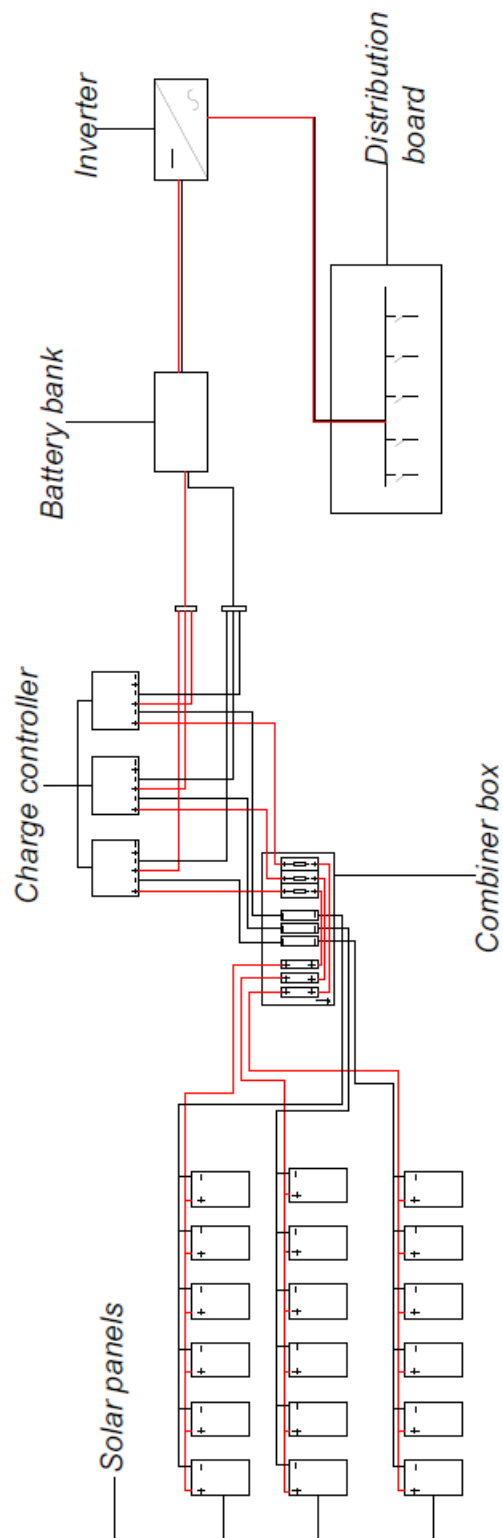 Solar panels
Charge controller
Battery bank
Inverter
Combiner box
Distribution
board